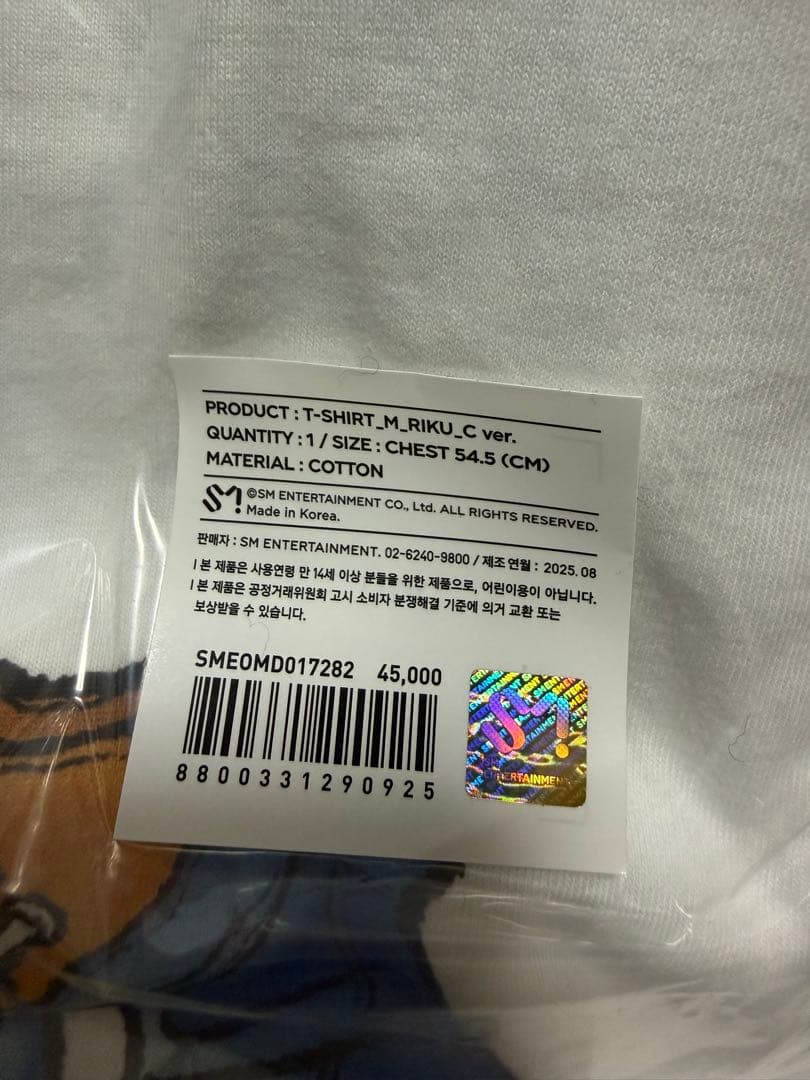 PRODUCT : T-SHIRT_M_RIKU_C ver.
QUANTITY : 1 / SIZE : CHEST 54.5 (CM)
MATERIAL : COTTON
SM! ©SM ENTERTAINMENT CO., Ltd. ALL RIGHTS RESERVED.
Made in Korea.
판매자 : SM ENTERTAINMENT. 02-6240-9800 / 제조 연월 : 2025. 08
l 본 제품은 사용연령 만 14세 이상 분들을 위한 제품으로, 어린이용이 아닙니다.
l 본 제품은 공정거래위원회 고시 소비자 분쟁해결 기준에 의거 교환 또는
보상받을 수 있습니다.
SMEOMD017282 45,000
8800331290925
SM!
ENTERTAINMENT